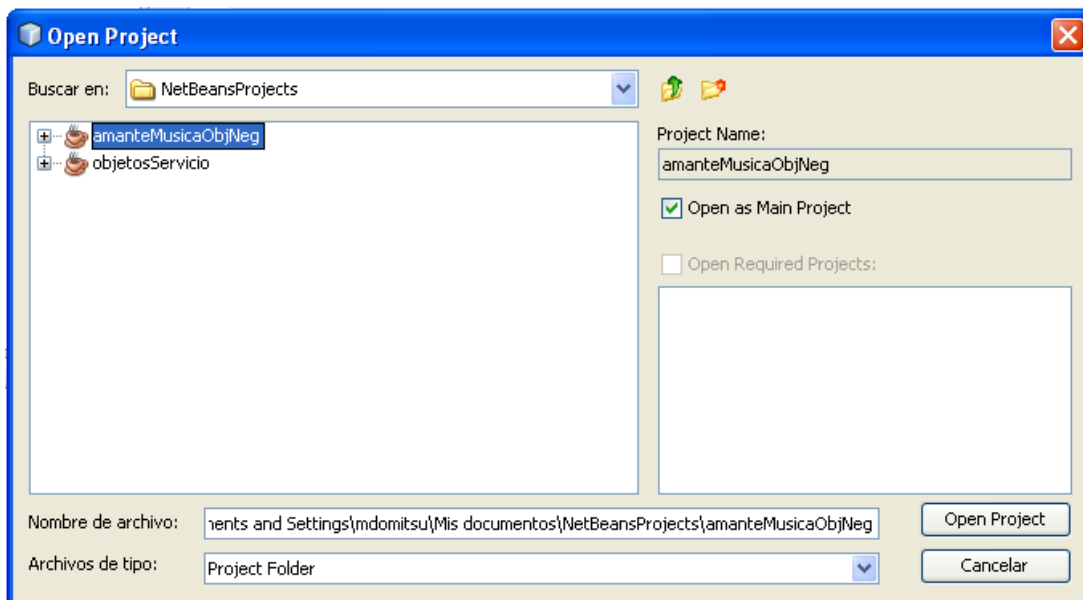 Open Project
Buscar en: NetBeansProjects
amanteMusicaObjNeg
objetosServicio
Project Name:
amanteMusicaObjNeg
Open as Main Project
Open Required Projects:
Nombre de archivo: nents and Settings\mdomitsu\Mis documentos\NetBeansProjects\amanteMusicaObjNeg Open Project
Archivos de tipo: Project Folder Cancelar